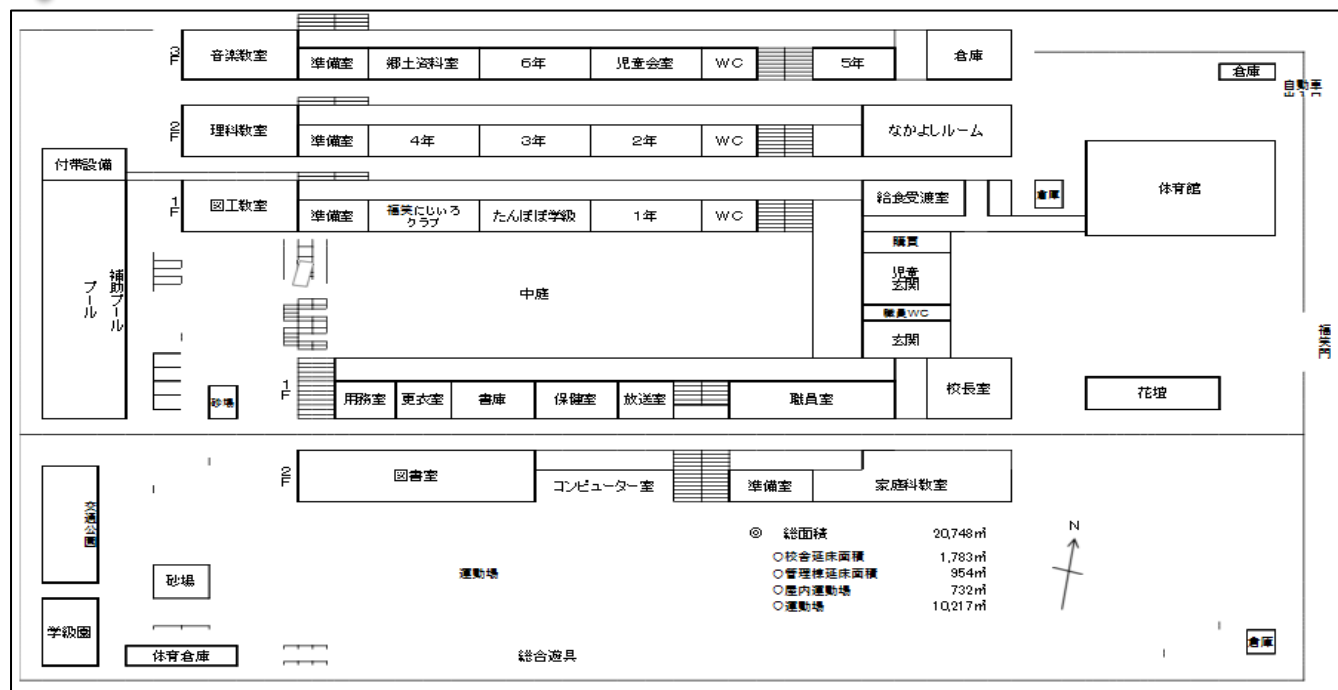 3F
音楽教室
準備室
郷土資料室
6年
児童会室
WC
5年
倉庫
倉庫
自動車
2F
理科教室
準備室
4年
3年
2年
WC
なかよしルーム
付帯設備
1F
図工教室
準備室
福笑にじいろ
クラブ
たんぽぽ学級
1年
WC
給食受渡室
倉庫
体育館
購買
児童
玄関
職員WC
玄関
補助プール
プール
中庭
福笑門
砂場
1F
用務室
更衣室
書庫
保健室
放送室
職員室
校長室
花壇
2F
図書室
コンピューター室
準備室
家庭科教室
交通公園
砂場
学級園
体育倉庫
運動場
総合遊具
◎ 総面積 20,748㎡
○校舎延床面積 1,783㎡
○管理棟延床面積 954㎡
○屋内運動場 732㎡
○運動場 10,217㎡
N
倉庫